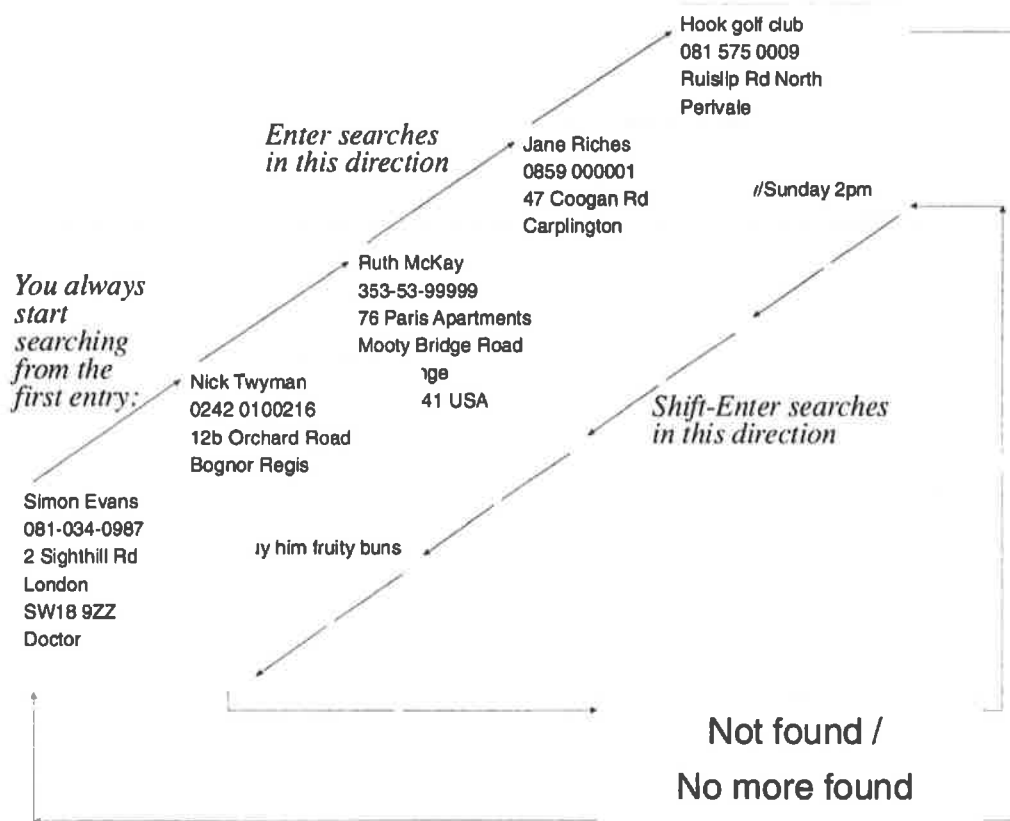 Hook golf club
081 575 0009
Ruislip Rd North
Perivale
Enter searches
in this direction
Jane Riches
0859 000001
47 Coogan Rd
Carplington
//Sunday 2pm
Ruth McKay
353-53-99999
76 Paris Apartments
Mooty Bridge Road
41 USA
You always
start
searching
from the
first entry:
Nick Twyman
0242 0100216
12b Orchard Road
Bognor Regis
Shift-Enter searches
in this direction
Simon Evans
081-034-0987
2 Sighthill Rd
London
SW18 9ZZ
Doctor
him fruity buns
Not found /
No more found